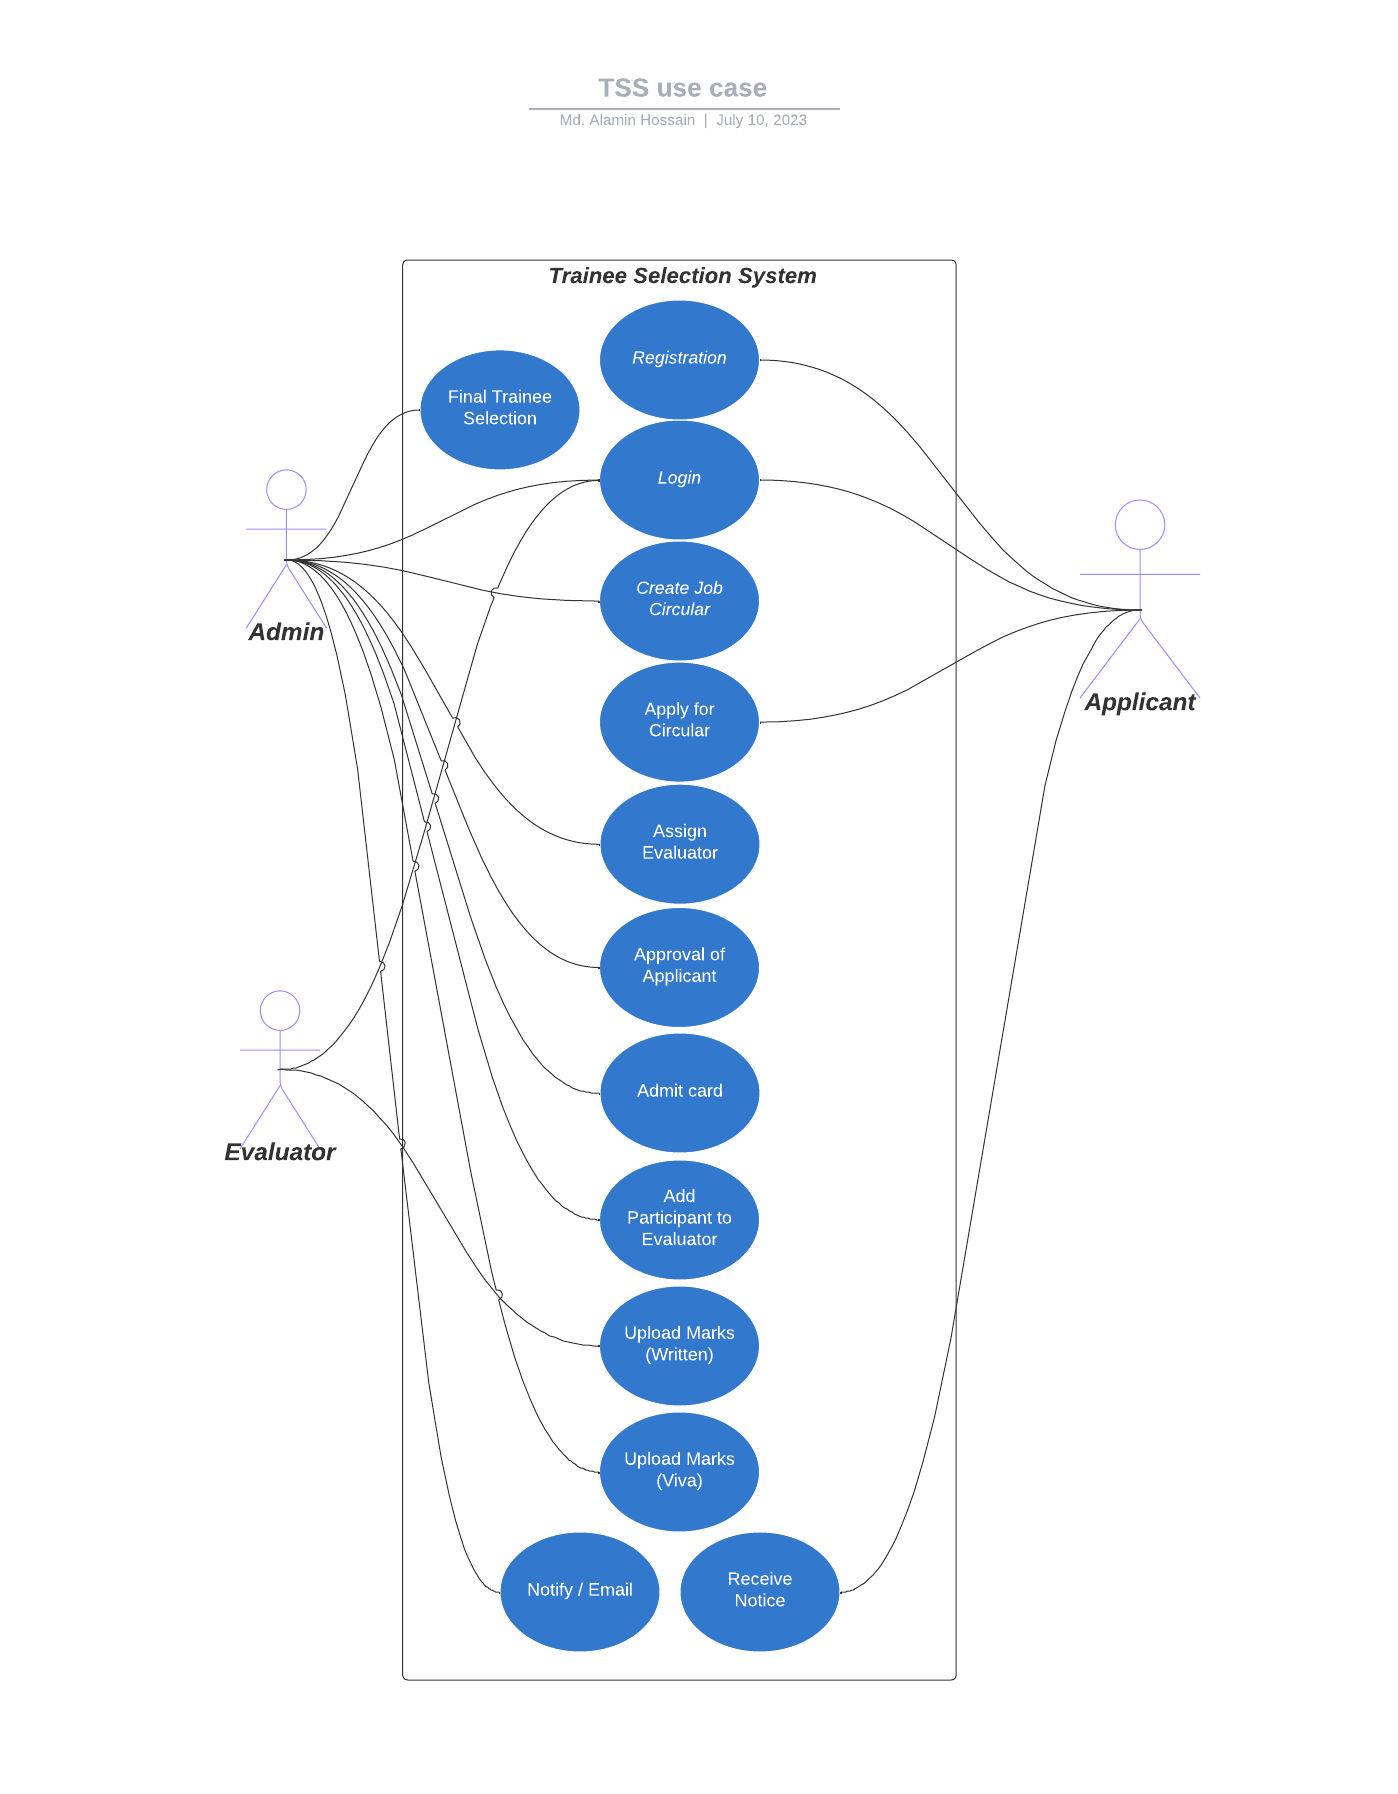 TSS use case
Md. Alamin Hossain | July 10, 2023
Trainee Selection System
Registration
Final Trainee
Selection
Login
Create Job
Circular
Admin
Apply for
Circular
Applicant
Assign
Evaluator
Approval of
Applicant
Admit card
Evaluator
Add
Participant to
Evaluator
Upload Marks
(Written)
Upload Marks
(Viva)
Notify / Email
Receive
Notice